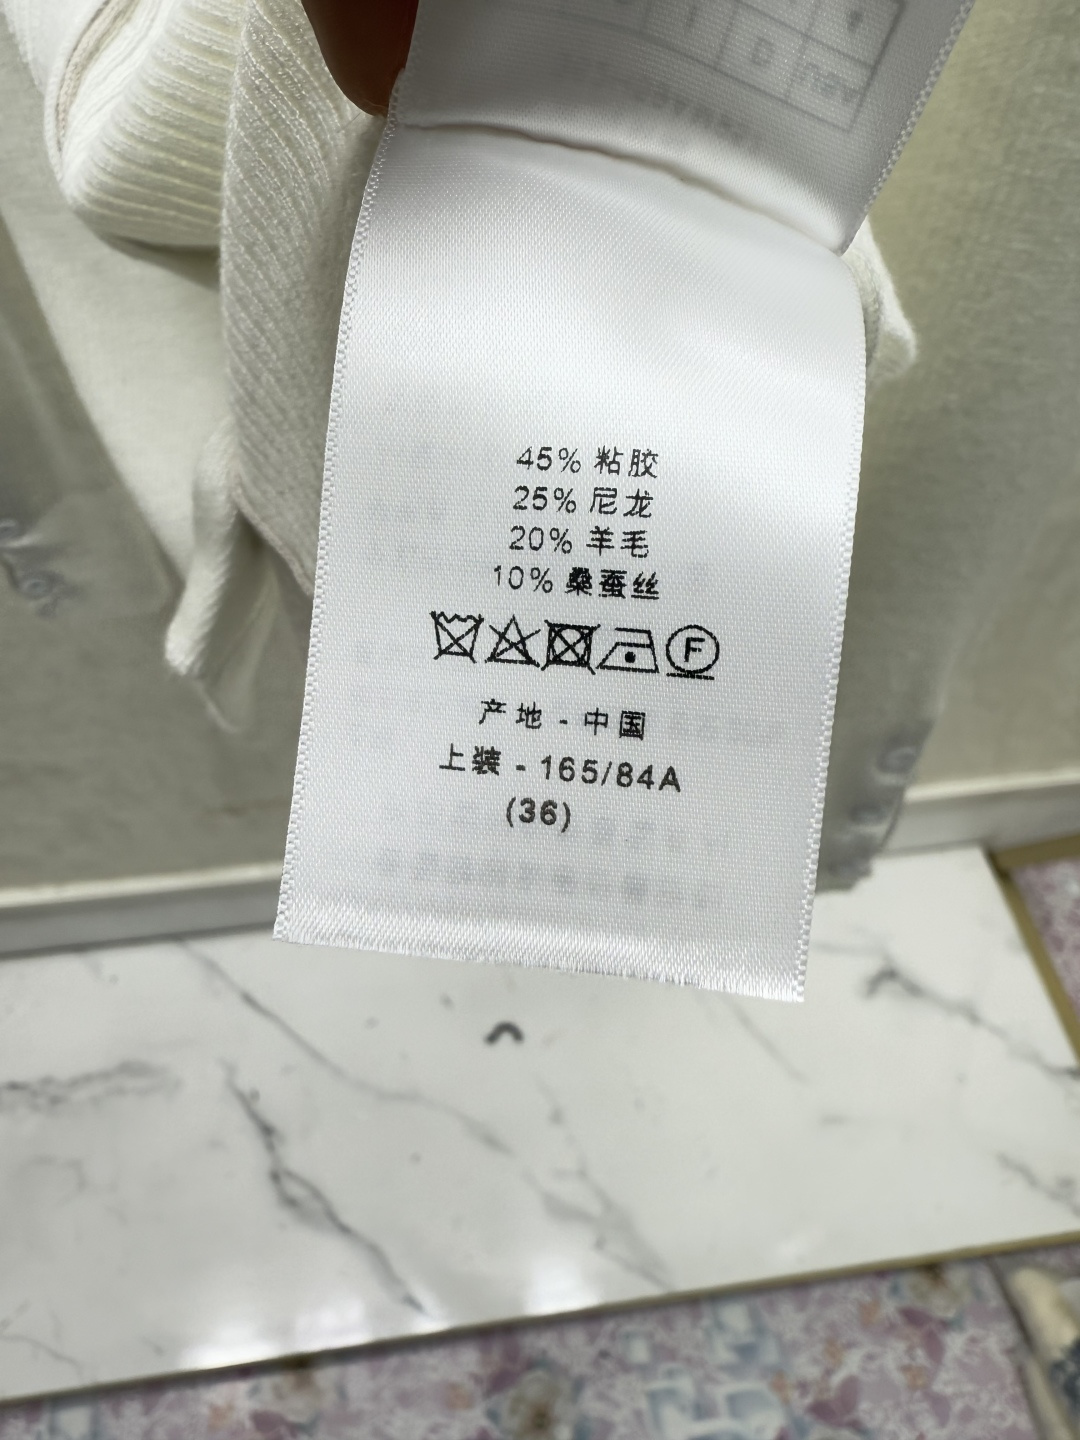 45% 粘胶
25% 尼龙
20% 羊毛
10% 桑蚕丝
F
产地 - 中国
上装 - 165/84A
(36)